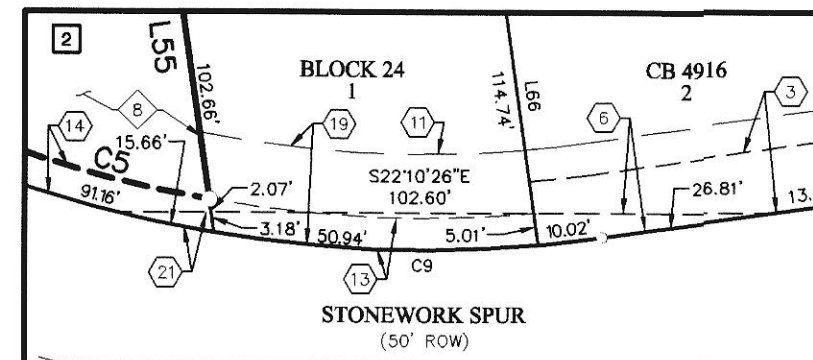 2
L55
102.66'
BLOCK 24
1
114.74'
L66
CB 4916
2
8
19
11
6
3
14
15.66'
C5
91.16'
2.07'
S22°10'26"E
102.60'
26.81'
13.
3.18'
50.94'
5.01'
10.02'
21
13
C9
STONEWORK SPUR
(50' ROW)